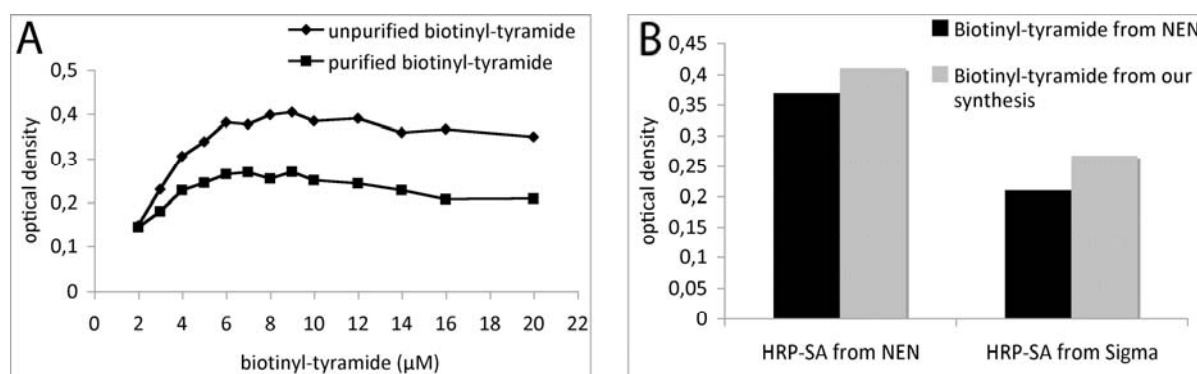 A
unpurified biotinyl-tyramide
purified biotinyl-tyramide
optical density
0,5
0,4
0,3
0,2
0,1
0
0 2 4 6 8 10 12 14 16 18 20 22
biotinyl-tyramide (μM)
B
Biotinyl-tyramide from NEN
Biotinyl-tyramide from our
synthesis
optical density
0,45
0,4
0,35
0,3
0,25
0,2
0,15
0,1
0,05
0
HRP-SA from NEN HRP-SA from Sigma